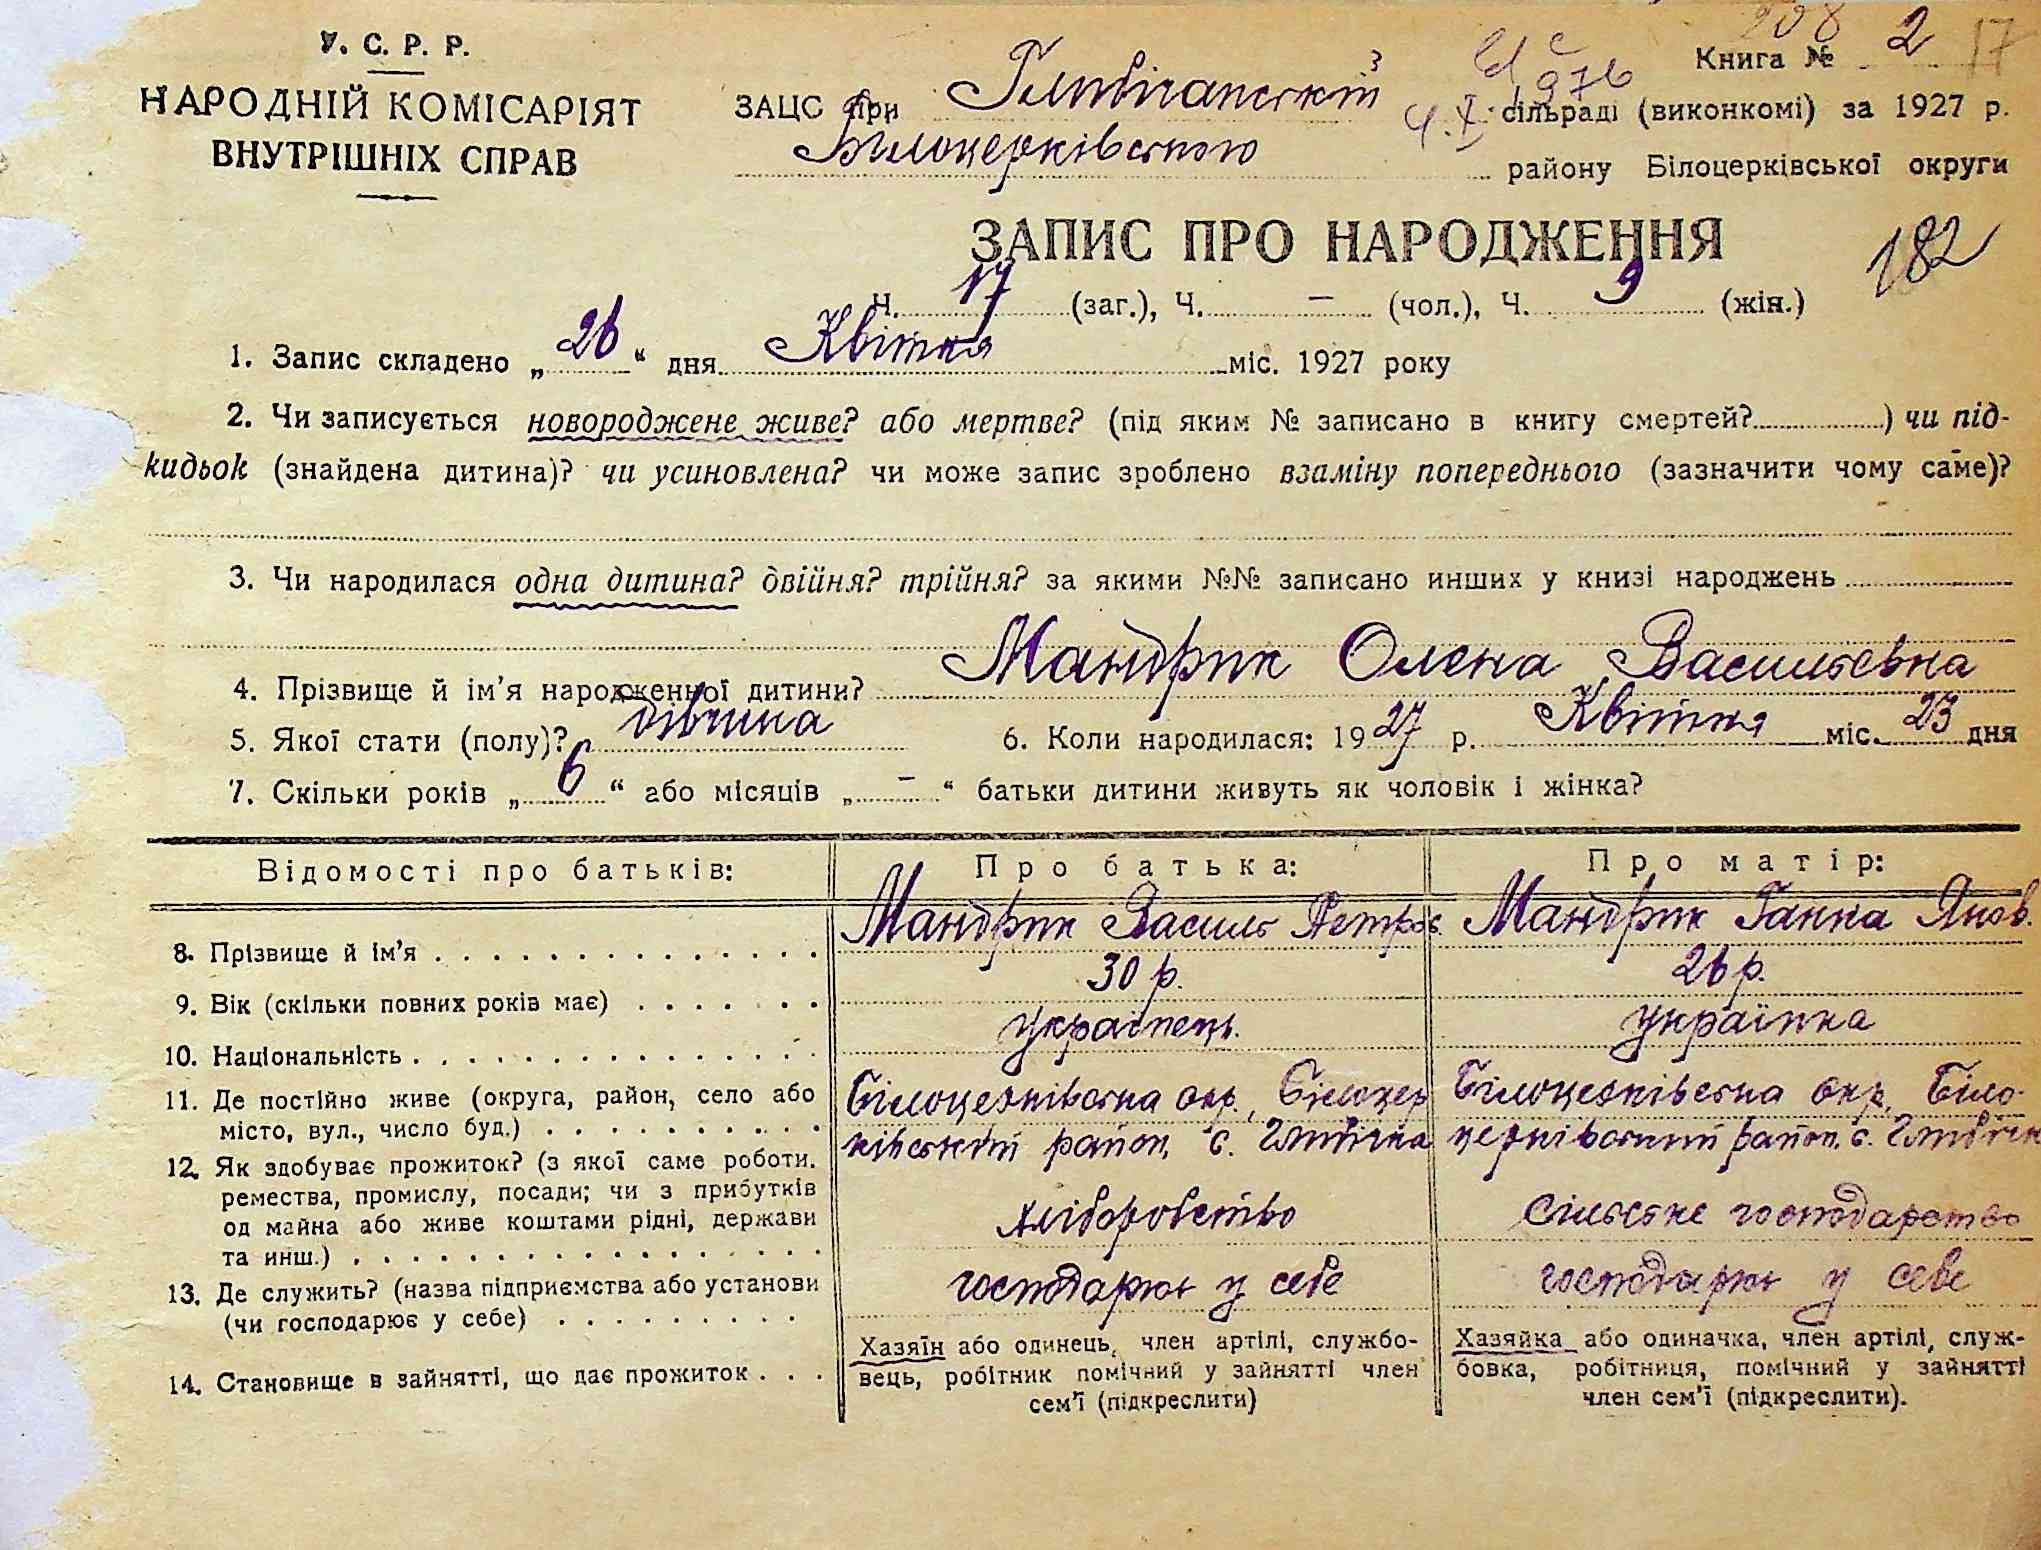 У. С. Р. Р.
НАРОДНІЙ КОМІСАРІЯТ
ВНУТРІШНІХ СПРАВ
Книга № 2 17
ЗАЦС при сільраді (виконкомі) за 1927 р.
Білоцерківського району Білоцерківської округи
ЗАПИС ПРО НАРОДЖЕННЯ
182
Ч. 17 (заг.), Ч. – (чол.), Ч. 9 (жін.)
1. Запис складено „26“ дня Квітня міс. 1927 року
2. Чи записується новороджене живе? або мертве? (під яким № записано в книгу смертей?..........) чи під-
кидьок (знайдена дитина)? чи усиновлена? чи може запис зроблено взаміну попереднього (зазначити чому саме)?
3. Чи народилася одна дитина? двійня? трійня? за якими №№ записано инших у книзі народжень
4. Прізвище й ім'я народженної дитини? Мандрик Олена Васильевна
5. Якої стати (полу)? дівчина 6. Коли народилася: 1927 р. Квітня міс. 23 дня
7. Скільки років „6“ або місяців „–“ батьки дитини живуть як чоловік і жінка?
Відомості про батьків: Про батька: Про матір:
8. Прізвище й ім'я Мандрик Василь Петров. Мандрик Ганна Яков.
9. Вік (скільки повних років має) 30 р. 26 р.
10. Національність українець. українка
11. Де постійно живе (округа, район, село або Білоцерківська окр., Білоцер Білоцерківська окр, Біло-
місто, вул., число буд.) ківський район, с. церківський район. с.
12. Як здобуває прожиток? (з якої саме роботи.
ремества, промислу, посади; чи з прибутків
од майна або живе коштами рідні, держави хліборобство Сільське господарство
та инш.)
13. Де служить? (назва підприємства або установи господарює у себе господарює у себе
(чи господарює у себе)
14. Становище в зайнятті, що дає прожиток
Хазяїн або одинець, член артілі, службо-
вець, робітник помічний у зайнятті член
сем'ї (підкреслити)
Хазяйка або одиначка, член артілі, служ-
бовка, робітниця, помічний у зайнятті
член сем'ї (підкреслити).